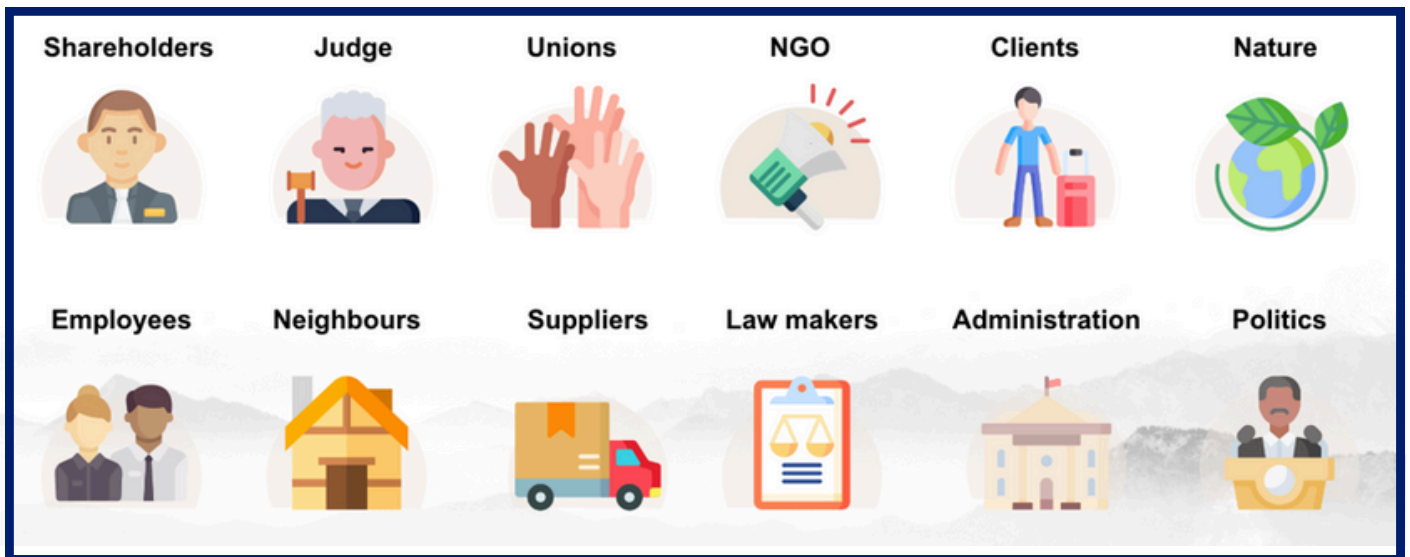 Shareholders Judge Unions NGO Clients Nature
Employees Neighbours Suppliers Law makers Administration Politics